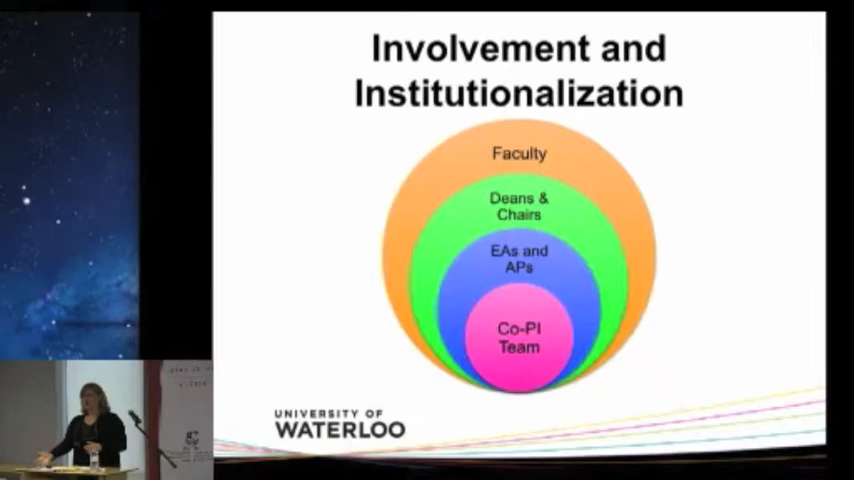 Involvement and
Institutionalization
Faculty
Deans &
Chairs
EAs and
APs
Co-PI
Team
UNIVERSITY OF
WATERLOO